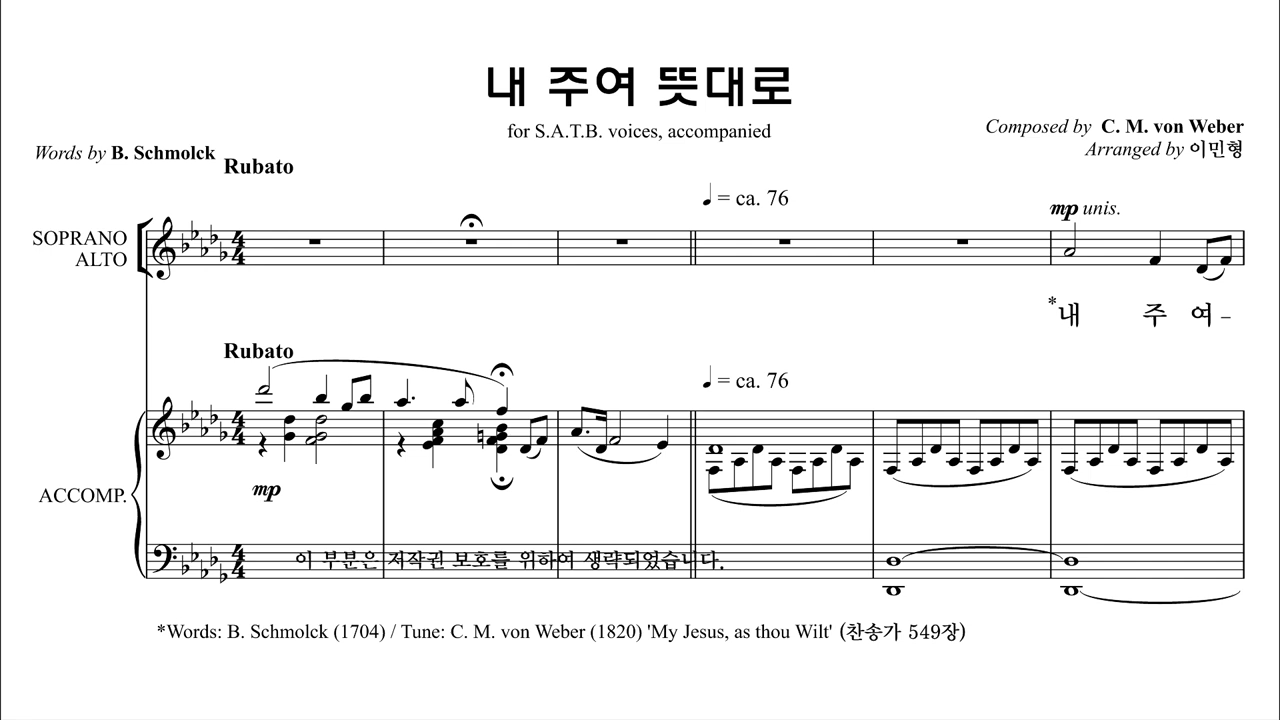 내 주여 뜻대로
for S.A.T.B. voices, accompanied
Composed by C. M. von Weber
Words by B. Schmolck
Arranged by 이민형
Rubato
♩ = ca. 76
mp unis.
SOPRANO
ALTO
*내 주 여 –
Rubato
♩ = ca. 76
mp
ACCOMP.
이 부분은 저작권 보호를 위하여 생략되었습니다.
*Words: B. Schmolck (1704) / Tune: C. M. von Weber (1820) 'My Jesus, as thou Wilt' (찬송가 549장)